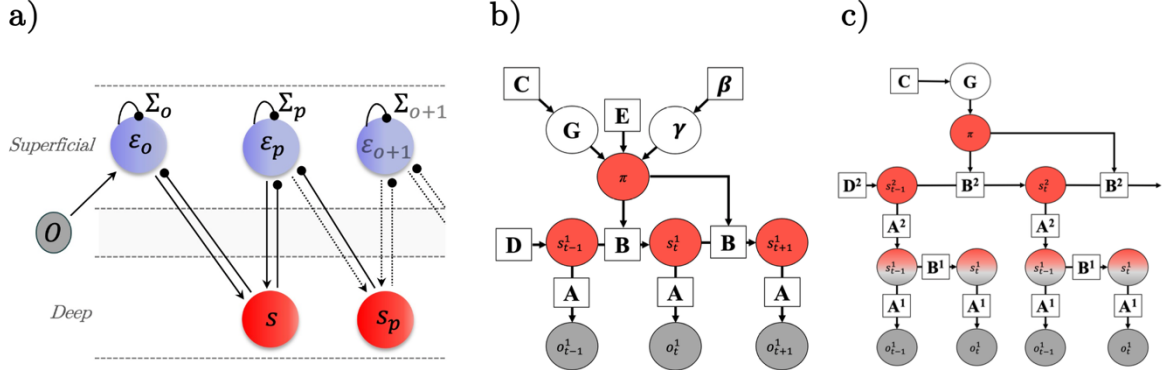 a)
Σo
Σp
Σo+1
Superficial
εo
εp
εo+1
O
Deep
s
sp
b)
C
β
E
G
γ
π
D
s¹t-1
B
s¹t
B
s¹t+1
A
A
A
o¹t-1
o¹t
o¹t+1
c)
C
G
π
D²
s²t-1
B²
s²t
B²
A²
A²
s¹t-1
B¹
s¹t
s¹t-1
B¹
s¹t
A¹
A¹
A¹
A¹
o¹t-1
o¹t
o¹t-1
o¹t